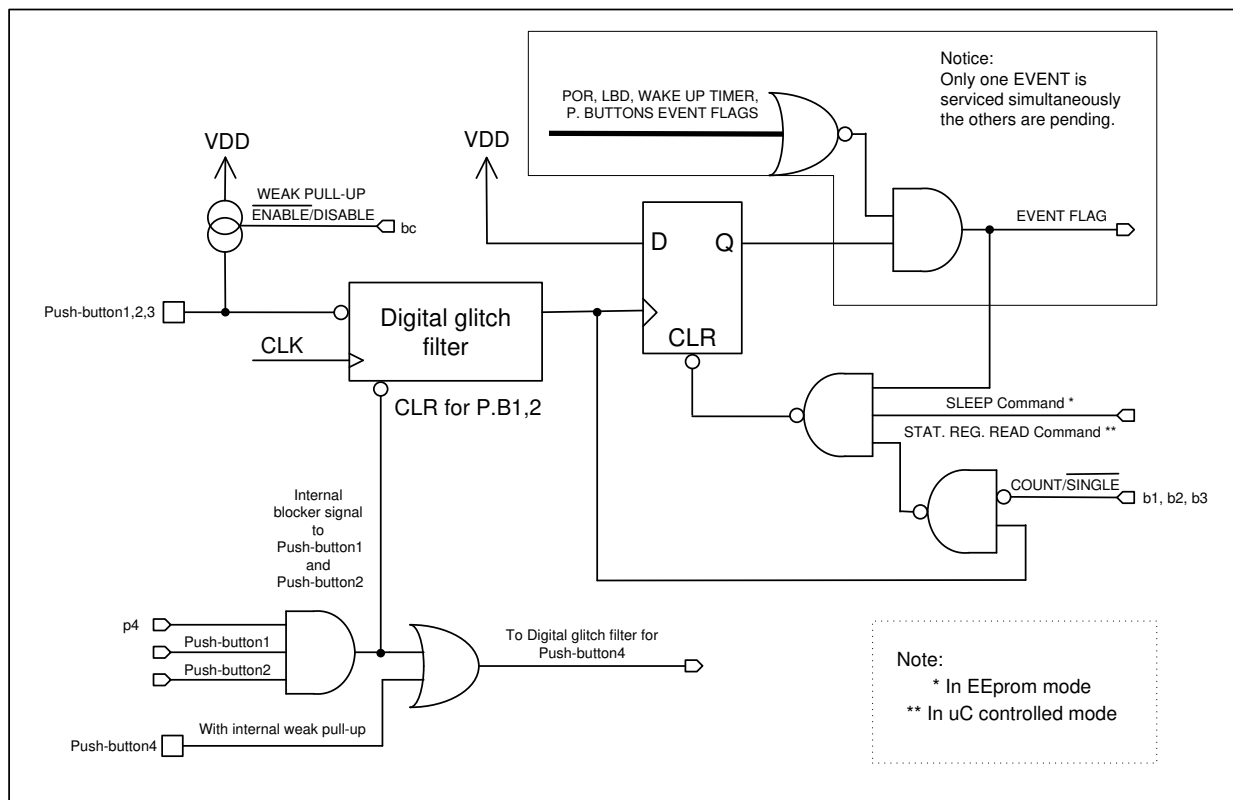 Notice:
Only one EVENT is
serviced simultaneously
the others are pending.
POR, LBD, WAKE UP TIMER,
P. BUTTONS EVENT FLAGS
VDD
VDD
WEAK PULL-UP
ENABLE/DISABLE
bc
D
Q
EVENT FLAG
Push-button1,2,3
Digital glitch
filter
CLK
CLR
CLR for P.B1,2
SLEEP Command *
STAT. REG. READ Command **
COUNT/SINGLE
b1, b2, b3
Internal
blocker signal
to
Push-button1
and
Push-button2
p4
Push-button1
Push-button2
To Digital glitch filter for
Push-button4
With internal weak pull-up
Push-button4
Note:
* In EEprom mode
** In uC controlled mode